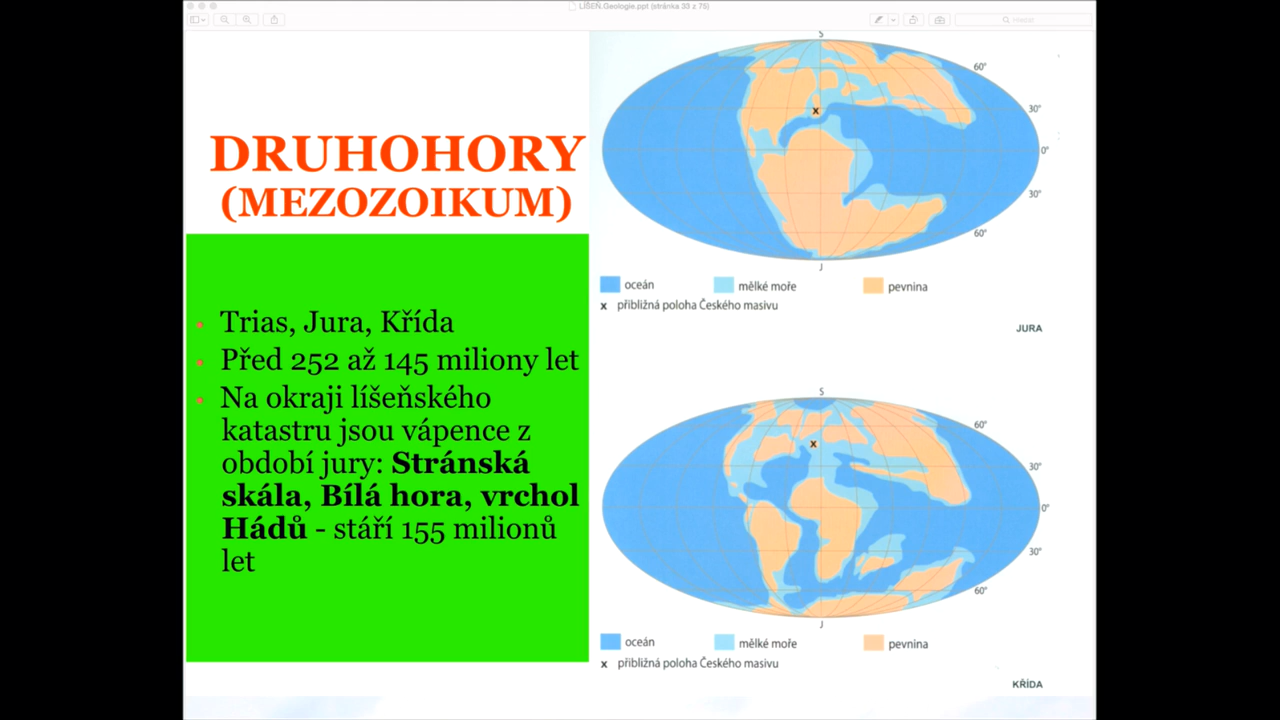 LÍŠEŇ.Geologie.ppt (stránka 33 z 75)
Hledat
DRUHOHORY
(MEZOZOIKUM)
Trias, Jura, Křída
Před 252 až 145 miliony let
Na okraji líšeňského
katastru jsou vápence z
období jury: Stránská
skála, Bílá hora, vrchol
Hádů - stáří 155 milionů
let
S
60°
30°
0°
30°
60°
J
oceán
mělké moře
pevnina
x přibližná poloha Českého masivu
JURA
S
60°
30°
0°
30°
60°
J
oceán
mělké moře
pevnina
x přibližná poloha Českého masivu
KŘÍDA